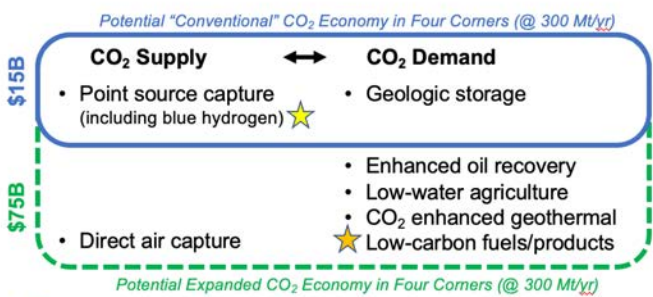 Potential “Conventional” CO₂ Economy in Four Corners (@ 300 Mt/yr)
$15B
CO₂ Supply
CO₂ Demand
• Point source capture
(including blue hydrogen)
• Geologic storage
$75B
• Enhanced oil recovery
• Low-water agriculture
• CO₂ enhanced geothermal
• Direct air capture
Low-carbon fuels/products
Potential Expanded CO₂ Economy in Four Corners (@ 300 Mt/yr)